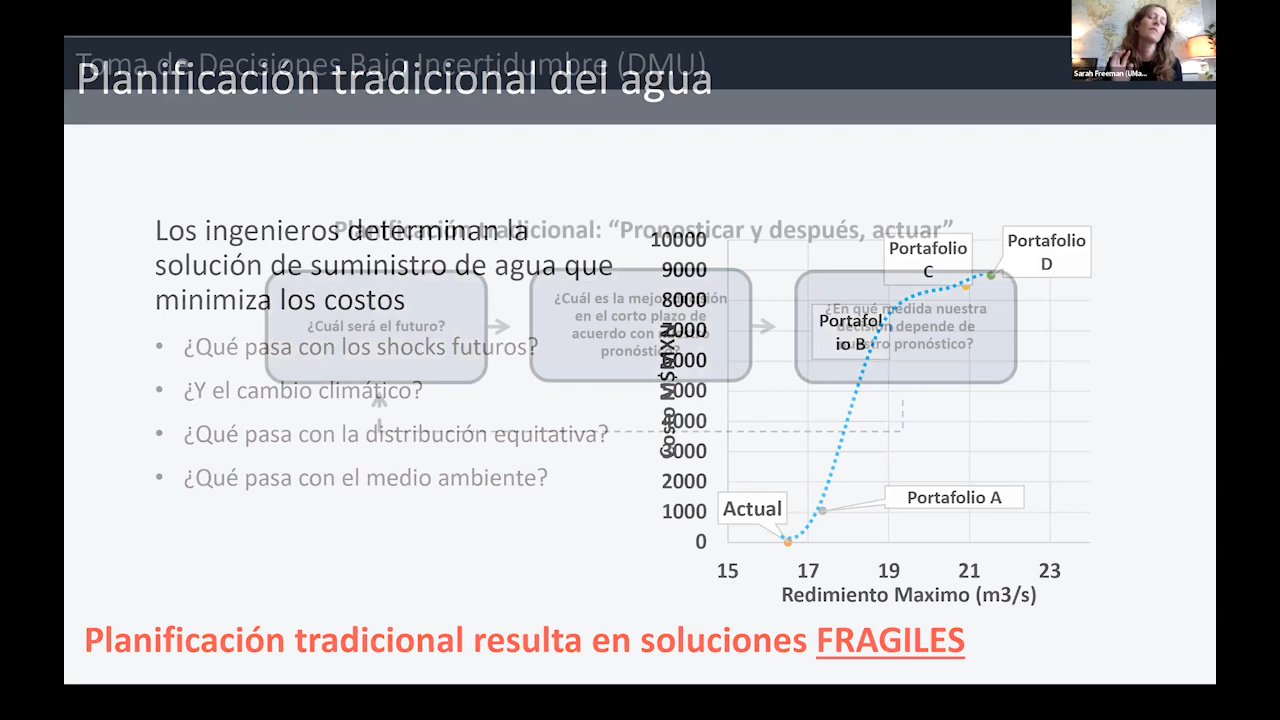 Toma de Decisiones Bajo Incertidumbre (DMU)
Planificación tradicional del agua
Sarah Freeman (UMa...
Planificación tradicional: “Pronosticar y después, actuar”
Los ingenieros determinan la
solución de suministro de agua que
minimiza los costos
• ¿Qué pasa con los shocks futuros?
• ¿Y el cambio climático?
• ¿Qué pasa con la distribución equitativa?
• ¿Qué pasa con el medio ambiente?
¿Cuál será el futuro?
¿Cuál es la mejor
en el corto plazo de
acuerdo con
¿En qué medida nuestra
decisión depende de
nuestro pronóstico?
Costo M$MXN
10000
9000
8000
7000
6000
5000
4000
3000
2000
1000
0
15 17 19 21 23
Redimiento Maximo (m3/s)
Actual
Portafolio A
Portafol
io B
Portafolio
C
Portafolio
D
Planificación tradicional resulta en soluciones FRAGILES